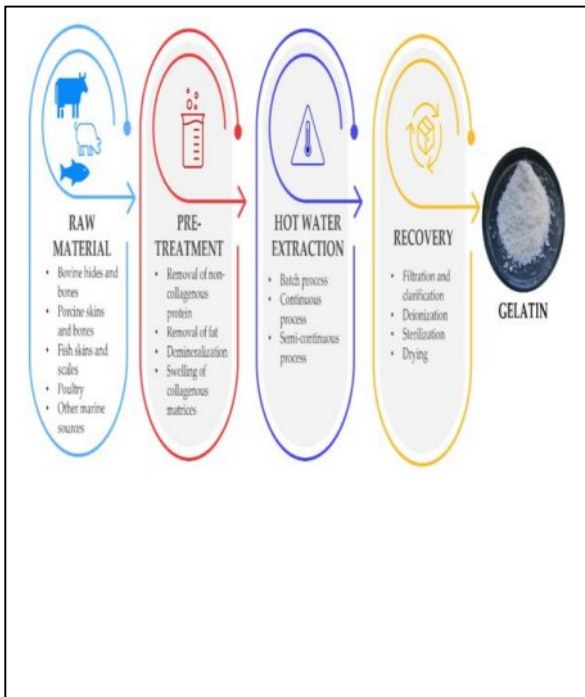 RAW
MATERIAL
• Bovine hides and
bones
• Porcine skins
and bones
• Fish skins and
scales
• Poultry
• Other marine
sources
PRE-
TREATMENT
• Removal of non-
collagenous
protein
• Removal of fat
• Demineralization
• Swelling of
collagenous
matrices
HOT WATER
EXTRACTION
• Batch process
• Continuous
process
• Semi-continuous
process
RECOVERY
• Filtration and
clarification
• Deionization
• Sterilization
• Drying
GELATIN